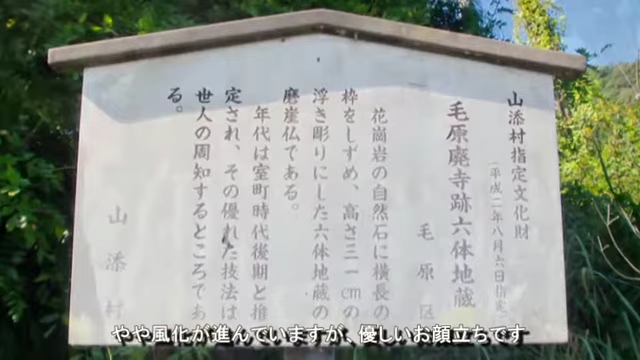 山添村指定文化財
平成二年八月六日指定
毛原廃寺跡六体地蔵
毛原区
花崗岩の自然石に横長の
枠をしずめ、高さ三一㎝の
浮き彫りにした六体地蔵の
磨崖仏である。
年代は室町時代後期と推
定され、その優れた技法は
世人の周知するところであ
る。
山添村
やや風化が進んでいますが、優しいお顔立ちです